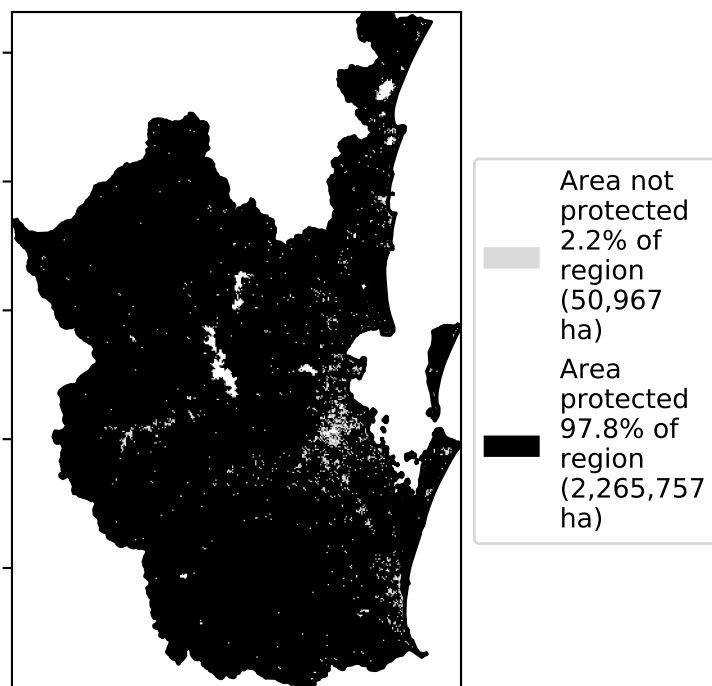 Area not
protected
2.2% of
region
(50,967
ha)
Area
protected
97.8% of
region
(2,265,757
ha)